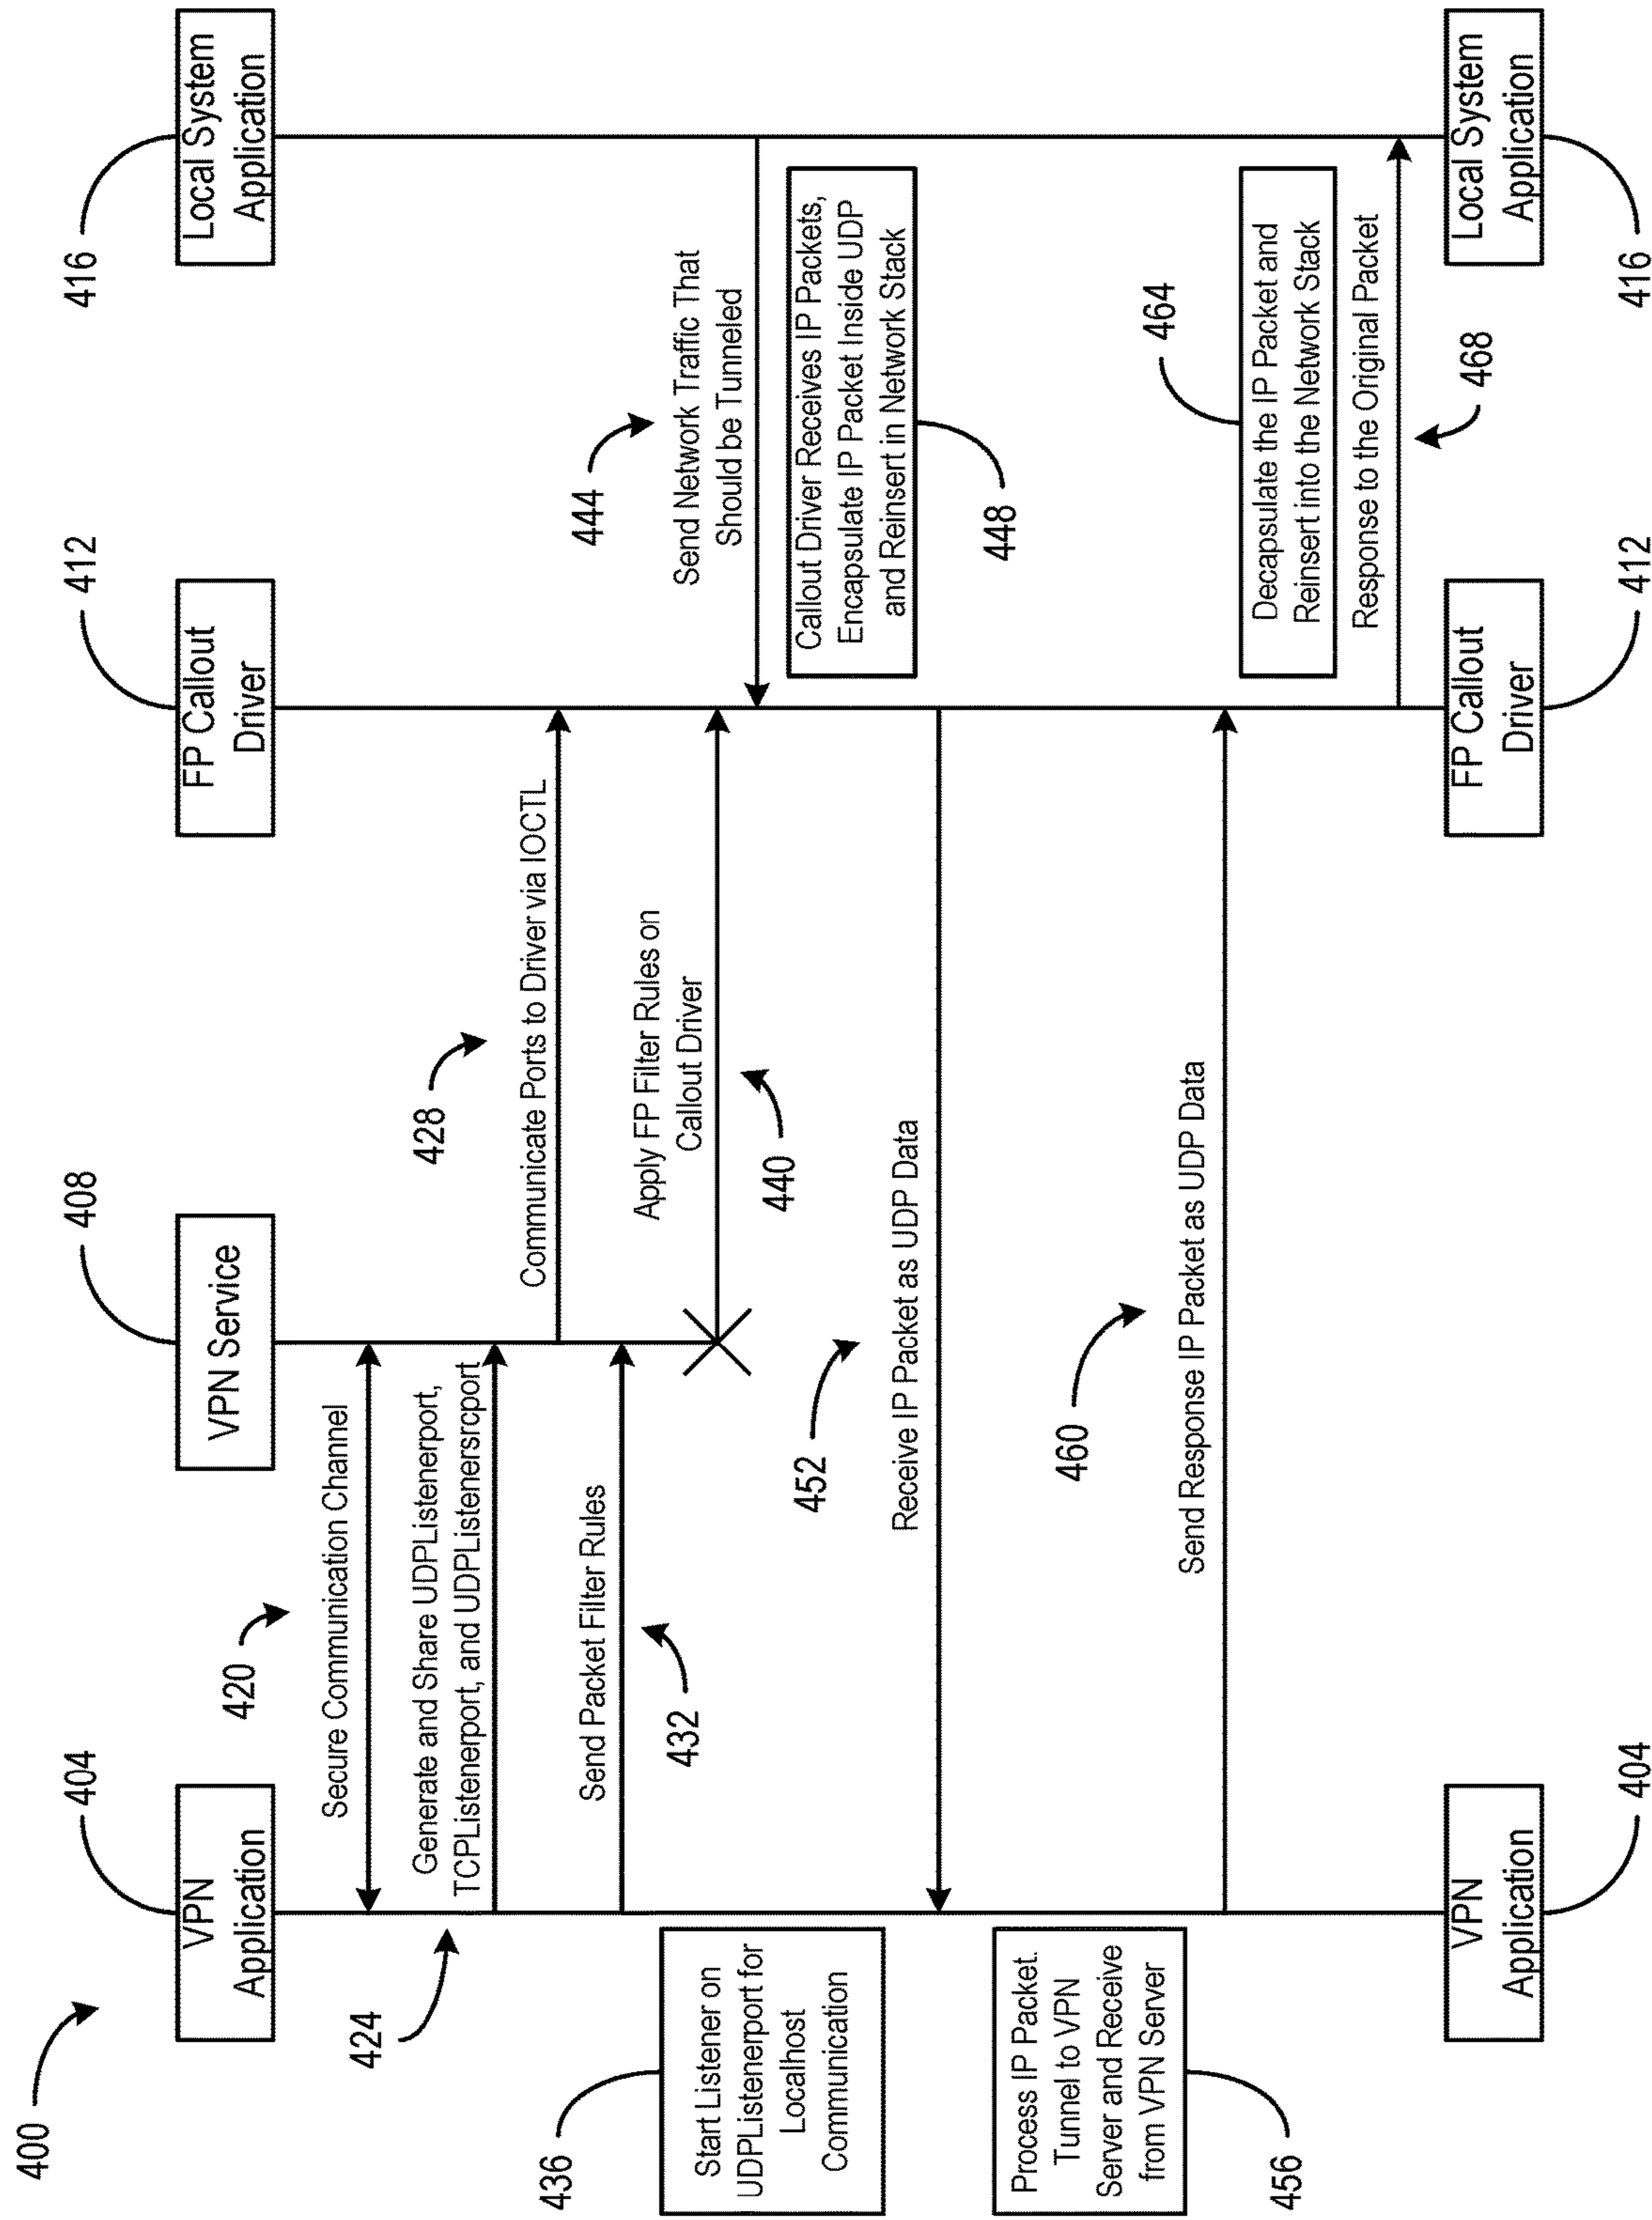 400
404
VPN
Application
408
VPN Service
412
FP Callout
Driver
416
Local System
Application
420
Secure Communication Channel
424
Generate and Share UDPListenerport,
TCPListenerport, and UDPListenersrcport
428
Communicate Ports to Driver via IOCTL
Send Packet Filter Rules
432
436
Start Listener on
UDPListenerport for
Localhost
Communication
Apply FP Filter Rules on
Callout Driver
440
444
Send Network Traffic That
Should be Tunneled
Callout Driver Receives IP Packets,
Encapsulate IP Packet Inside UDP
and Reinsert in Network Stack
448
452
Receive IP Packet as UDP Data
Process IP Packet.
Tunnel to VPN
Server and Receive
from VPN Server
456
460
Send Response IP Packet as UDP Data
464
Decapsulate the IP Packet and
Reinsert into the Network Stack
Response to the Original Packet
468
VPN
Application
404
FP Callout
Driver
412
Local System
Application
416